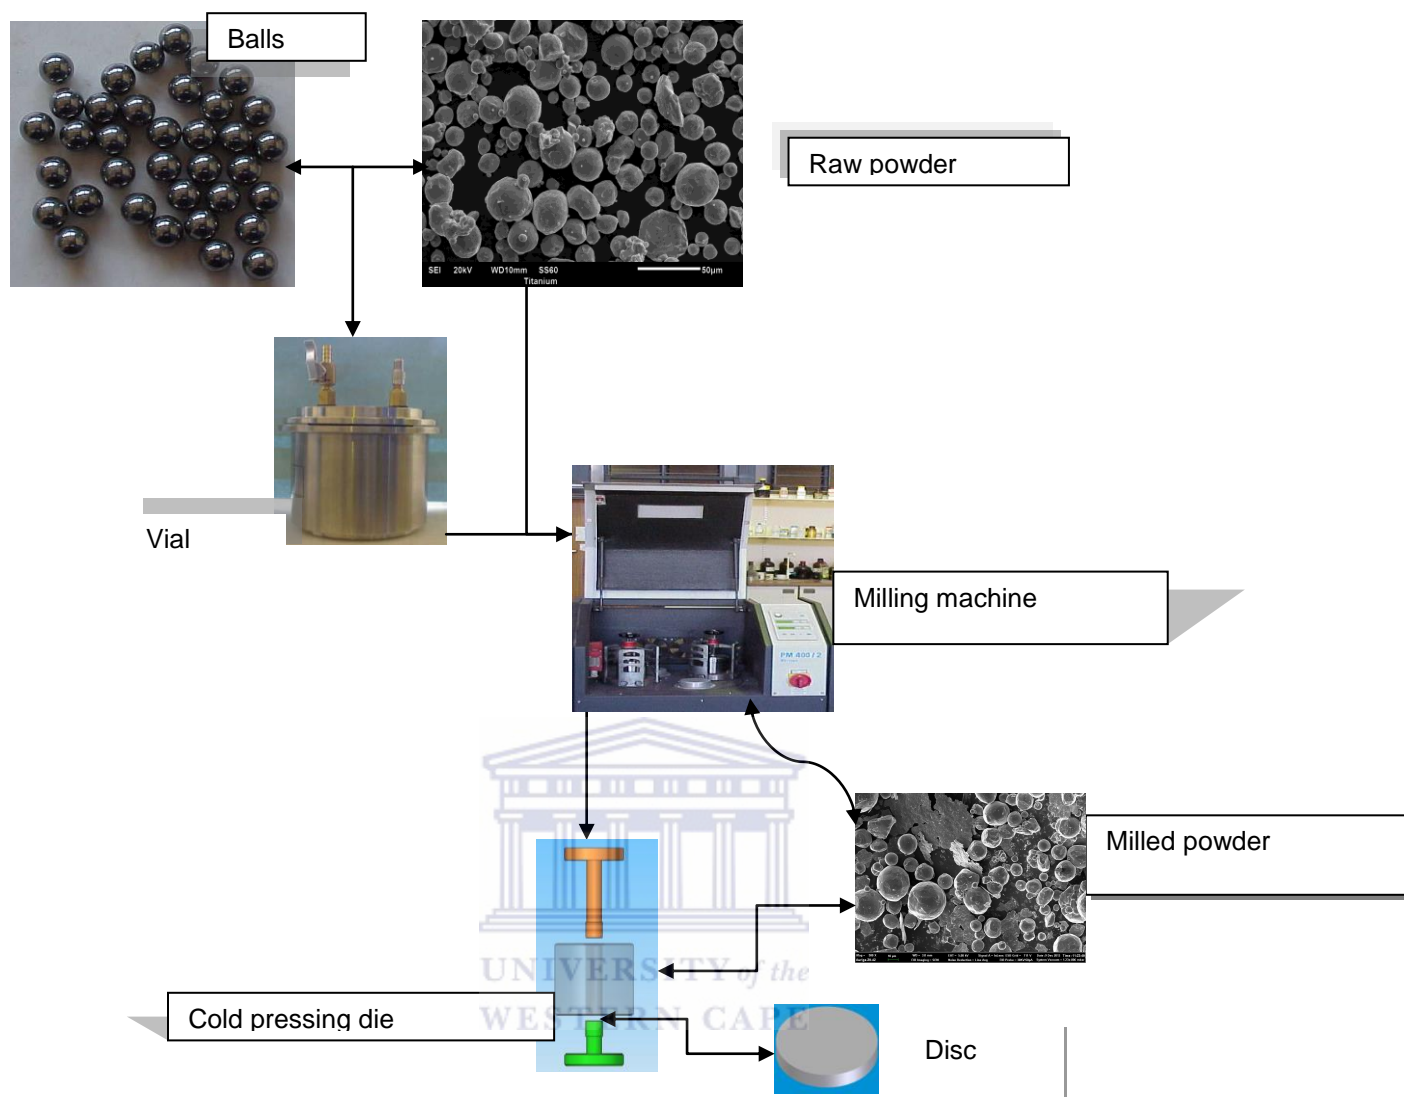 Balls
Raw powder
SEI 20kV WD10mm SS60 50µm
Titanium
Vial
Milling machine
PM 400/2
Milled powder
UNIVERSITY of the
WESTERN CAPE
Cold pressing die
Disc